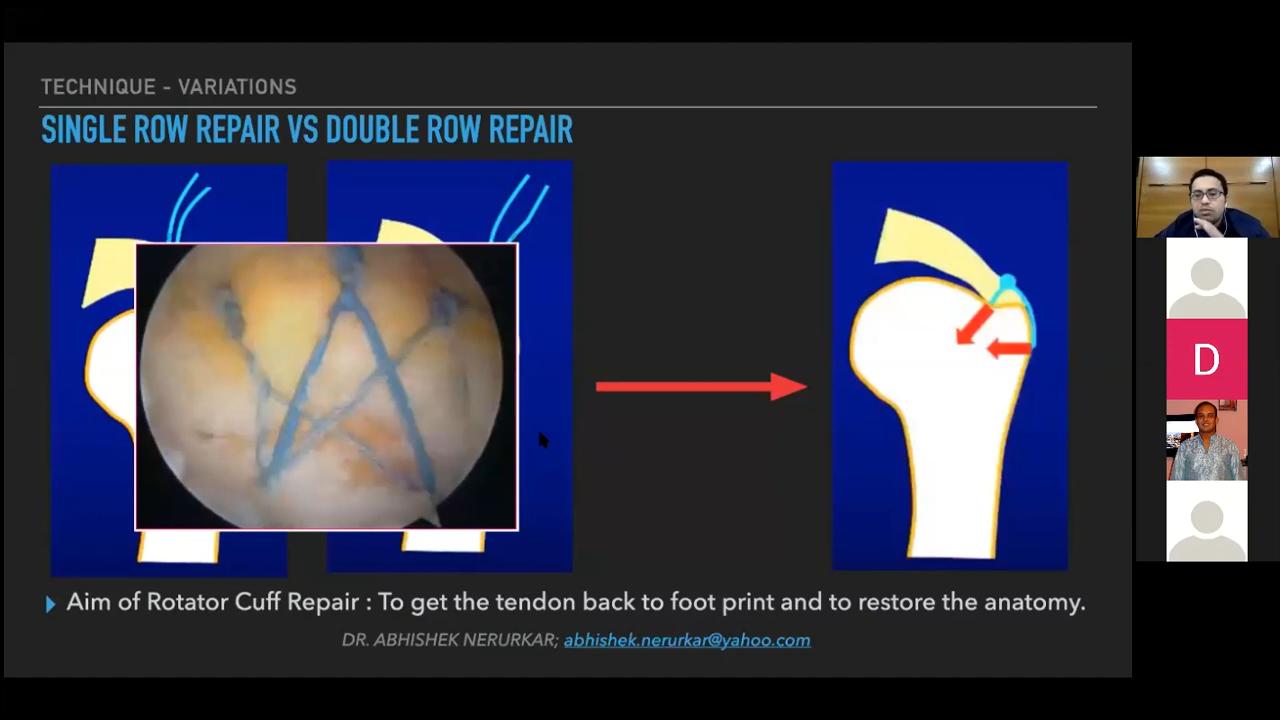 TECHNIQUE - VARIATIONS
SINGLE ROW REPAIR VS DOUBLE ROW REPAIR
Aim of Rotator Cuff Repair : To get the tendon back to foot print and to restore the anatomy.
DR. ABHISHEK NERURKAR; abhishek.nerurkar@yahoo.com
D